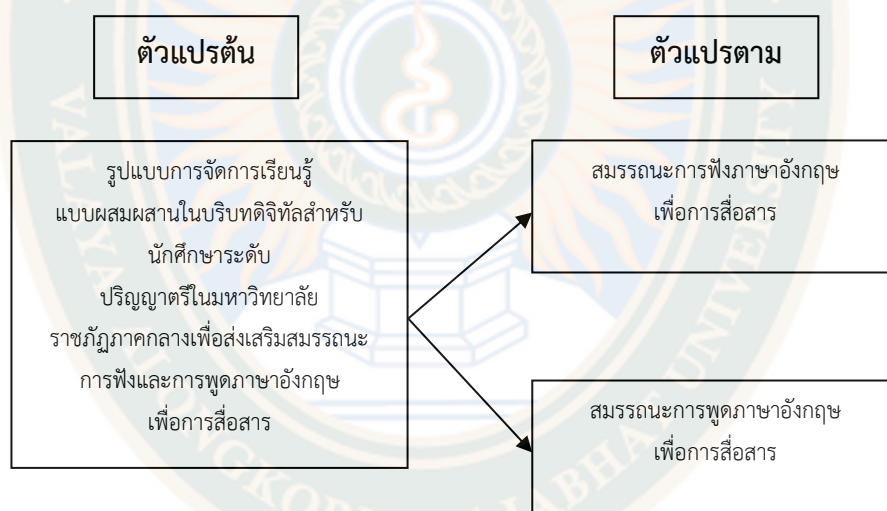 ตัวแปรต้น
ตัวแปรตาม
รูปแบบการจัดการเรียนรู้
แบบผสมผสานในบริบทดิจิทัลสำหรับ
นักศึกษาระดับ
ปริญญาตรีในมหาวิทยาลัย
ราชภัฏภาคกลางเพื่อส่งเสริมสมรรถนะ
การฟังและการพูดภาษาอังกฤษ
เพื่อการสื่อสาร
สมรรถนะการฟังภาษาอังกฤษ
เพื่อการสื่อสาร
สมรรถนะการพูดภาษาอังกฤษ
เพื่อการสื่อสาร
VALAYA
UNIVERSITY